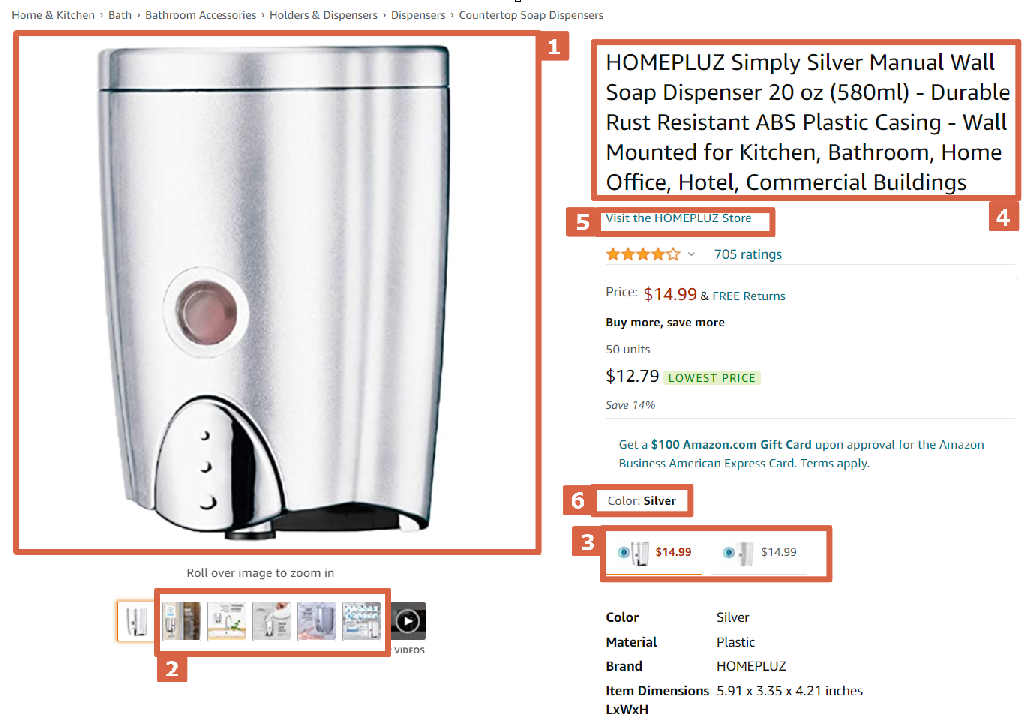 Home & Kitchen › Bath › Bathroom Accessories › Holders & Dispensers › Dispensers › Countertop Soap Dispensers
1
HOMEPLUZ Simply Silver Manual Wall
Soap Dispenser 20 oz (580ml) - Durable
Rust Resistant ABS Plastic Casing - Wall
Mounted for Kitchen, Bathroom, Home
Office, Hotel, Commercial Buildings
4
5 Visit the HOMEPLUZ Store
705 ratings
Price: $14.99 & FREE Returns
Buy more, save more
50 units
$12.79 LOWEST PRICE
Save 14%
Get a $100 Amazon.com Gift Card upon approval for the Amazon
Business American Express Card. Terms apply.
6 Color: Silver
3 $14.99 $14.99
Roll over image to zoom in
VIDEOS
2
Color Silver
Material Plastic
Brand HOMEPLUZ
Item Dimensions 5.91 x 3.35 x 4.21 inches
LxWxH